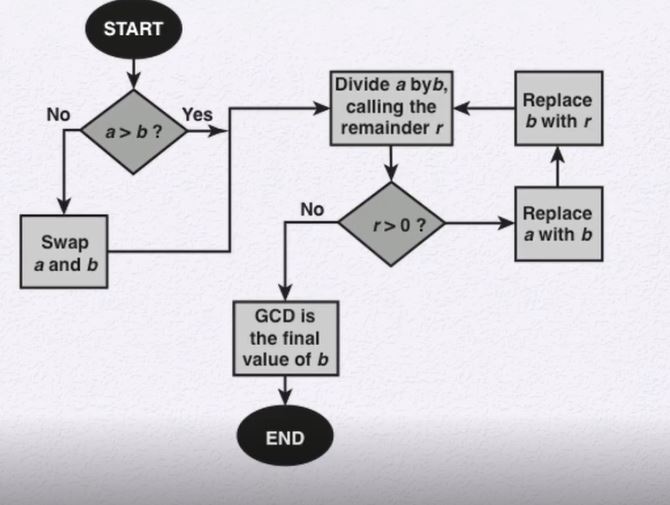 START
No
Yes
a > b ?
Swap
a and b
Divide a byb,
calling the
remainder r
Replace
b with r
No
r > 0 ?
Replace
a with b
GCD is
the final
value of b
END